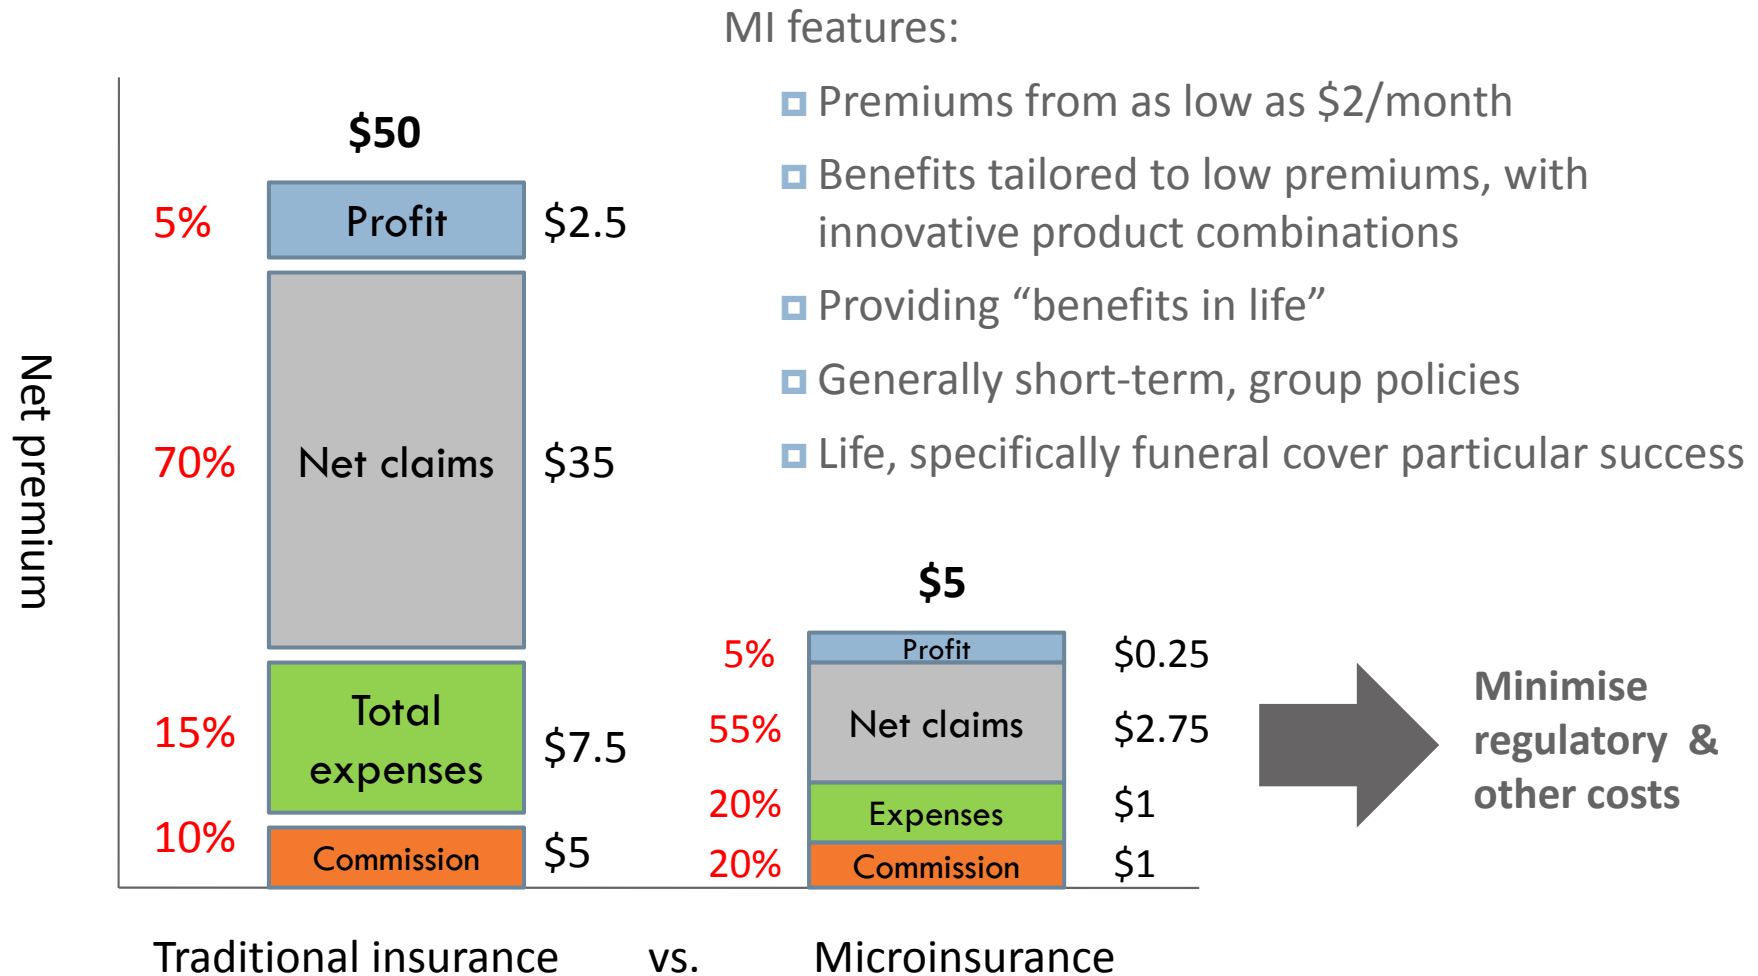 MI features:
Premiums from as low as $2/month
Benefits tailored to low premiums, with
innovative product combinations
Providing “benefits in life”
Generally short-term, group policies
Life, specifically funeral cover particular success
Net premium
$50
5%
Profit
$2.5
70%
Net claims
$35
15%
Total
expenses
$7.5
10%
Commission
$5
$5
5%
Profit
$0.25
55%
Net claims
$2.75
20%
Expenses
$1
20%
Commission
$1
Minimise
regulatory &
other costs
Traditional insurance vs. Microinsurance